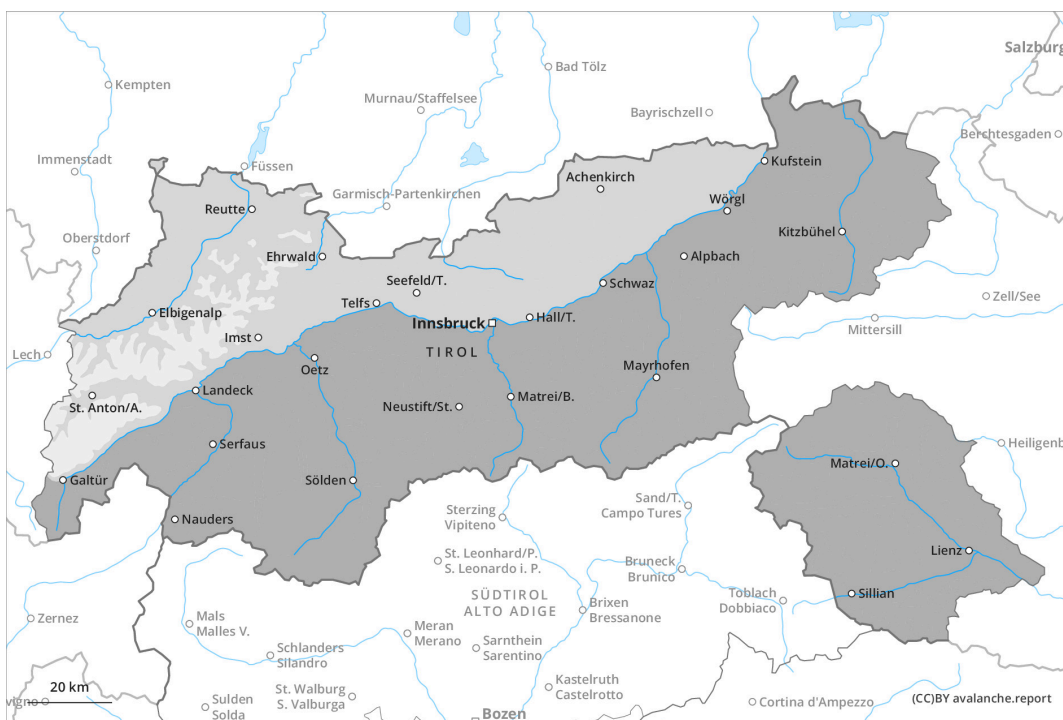 Salzburg
Bad Tölz
Kempten
Murnau/Staffelsee
Bayrischzell
Berchtesgaden
Immenstadt
Füssen
Kufstein
Achenkirch
Garmisch-Partenkirchen
Reutte
Wörgl
Kitzbühel
Oberstdorf
Ehrwald
Alpbach
Seefeld/T.
Schwaz
Zell/See
Telfs
Elbigenalp
Innsbruck
Hall/T.
Mittersill
Imst
TIROL
Lech
Oetz
Mayrhofen
Landeck
St. Anton/A.
Neustift/St.
Matrei/B.
Serfaus
Heiligenb
Matrei/O.
Galtür
Sölden
Sand/T.
Campo Tures
Sterzing
Vipiteno
Nauders
Lienz
St. Leonhard/P.
S. Leonardo i. P.
Bruneck
Brunico
SÜDTIROL
ALTO ADIGE
Toblach
Dobbiaco
Sillian
Brixen
Bressanone
Zernez
Mals
Malles V.
Meran
Merano
Sarnthein
Sarentino
Schlanders
Silandro
20 km
Kastelruth
Castelrotto
St. Walburg
S. Valburga
vigno
Sulden
Solda
Cortina d'Ampezzo
(CC)BY avalanche.report
Bozen